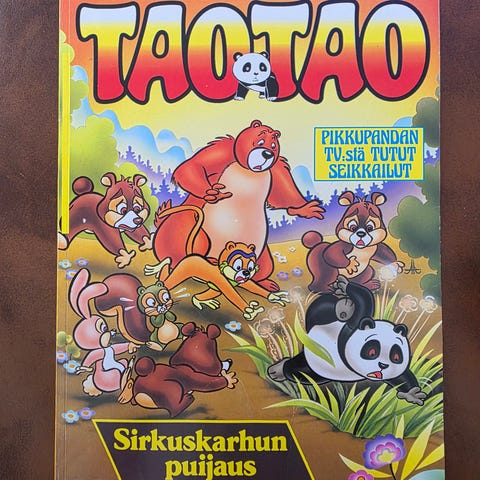 TAOTAO
PIKKUPANDAN
TV:stä TUTUT
SEIKKAILUT
Sirkuskarhun
puijaus